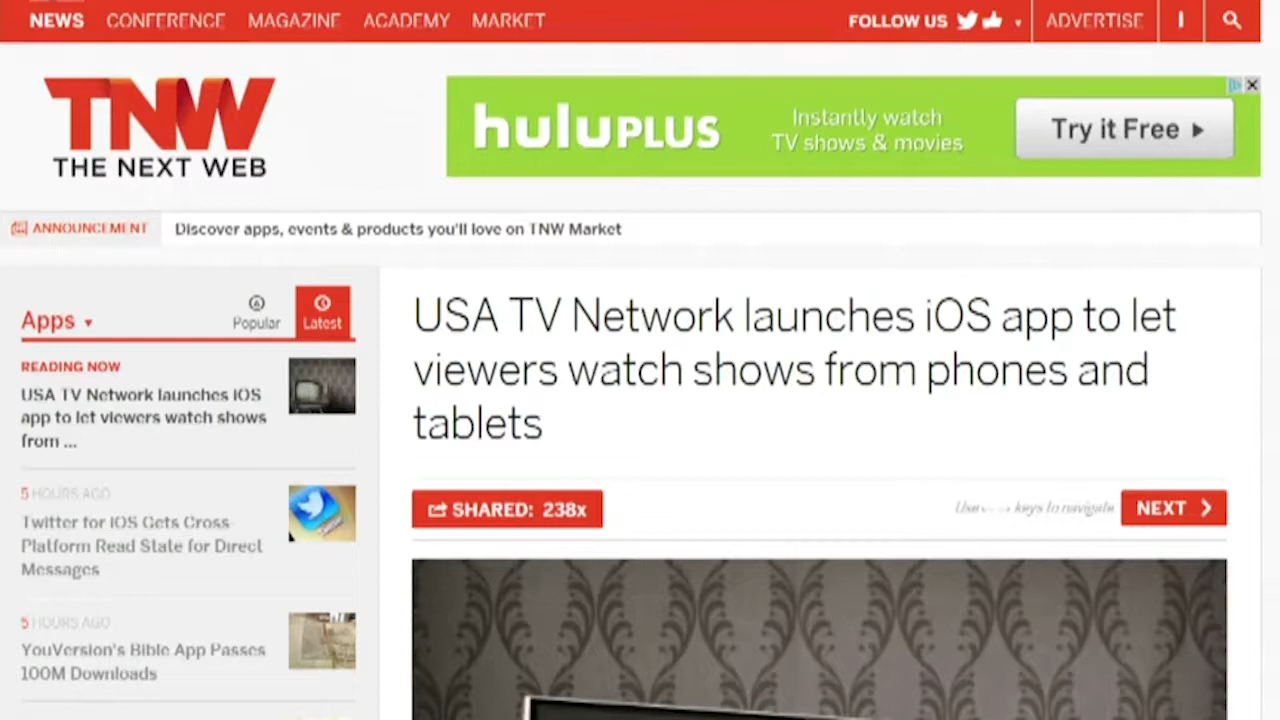 NEWS CONFERENCE MAGAZINE ACADEMY MARKET FOLLOW US ADVERTISE
TNW
THE NEXT WEB
huluPLUS
Instantly watch
TV shows & movies
Try it Free
ANNOUNCEMENT Discover apps, events & products you'll love on TNW Market
Apps
Popular
Latest
READING NOW
USA TV Network launches iOS
app to let viewers watch shows
from ...
5 HOURS AGO
Twitter for iOS Gets Cross-
Platform Read State for Direct
Messages
5 HOURS AGO
YouVersion's Bible App Passes
100M Downloads
USA TV Network launches iOS app to let
viewers watch shows from phones and
tablets
SHARED: 238x
Use ← → keys to navigate
NEXT